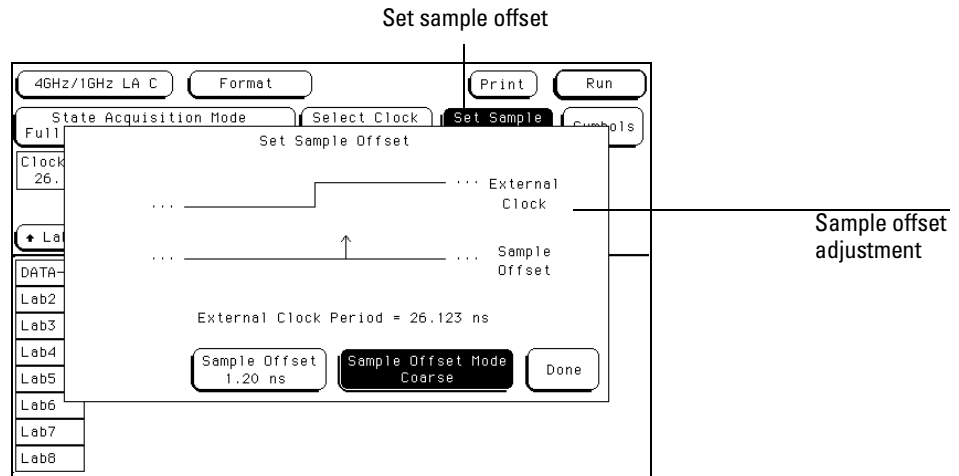 Set sample offset
4GHz/1GHz LA C Format Print Run
State Acquisition Mode Select Clock Set Sample
Full Symbols
Set Sample Offset
Clock
26.
... ... External
Clock
↑ Lab
... ... Sample
Offset
Sample offset
adjustment
DATA-
Lab2
Lab3
Lab4
Lab5
Lab6
Lab7
Lab8
External Clock Period = 26.123 ns
Sample Offset
1.20 ns
Sample Offset Mode
Coarse
Done